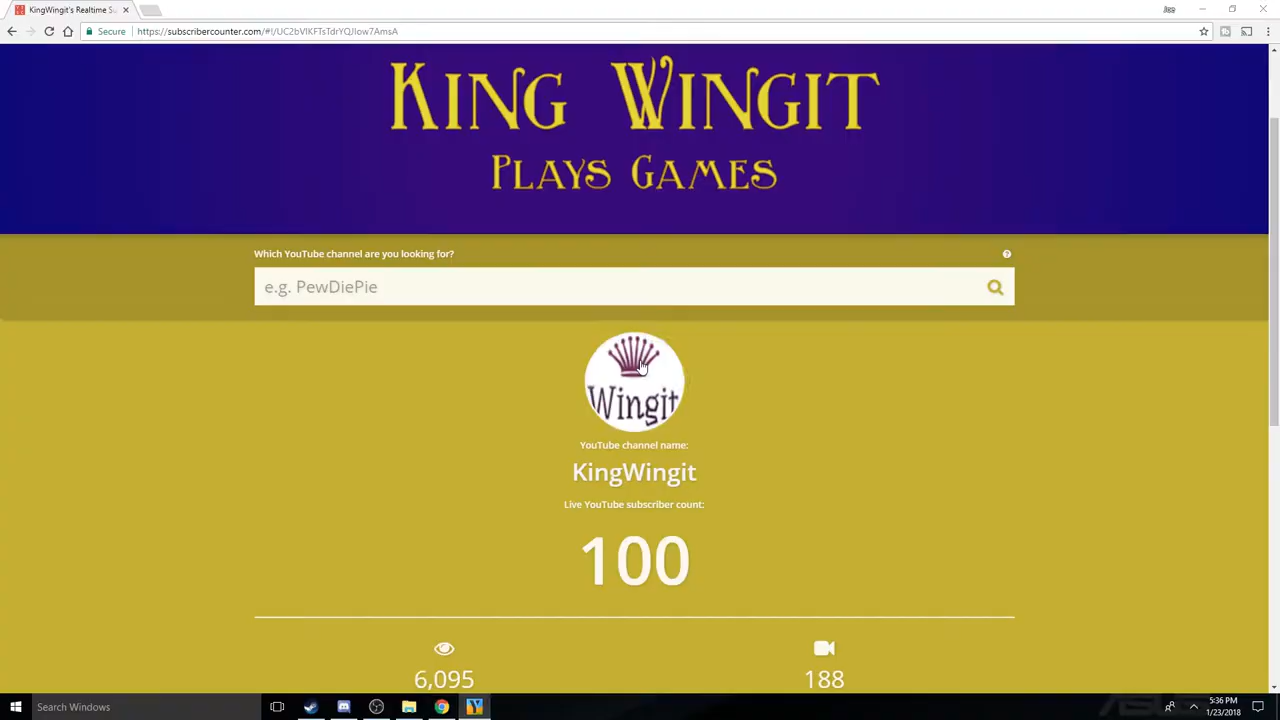 KingWingit's Realtime Su
Secure
https://subscribercounter.com/#!/UC2bVlKFTsTdrYQJIow7AmsA
King Wingit
Plays Games
Which YouTube channel are you looking for?
e.g. PewDiePie
Wingit
YouTube channel name:
KingWingit
Live YouTube subscriber count:
100
6,095
188
Search Windows
5:36 PM
1/23/2018